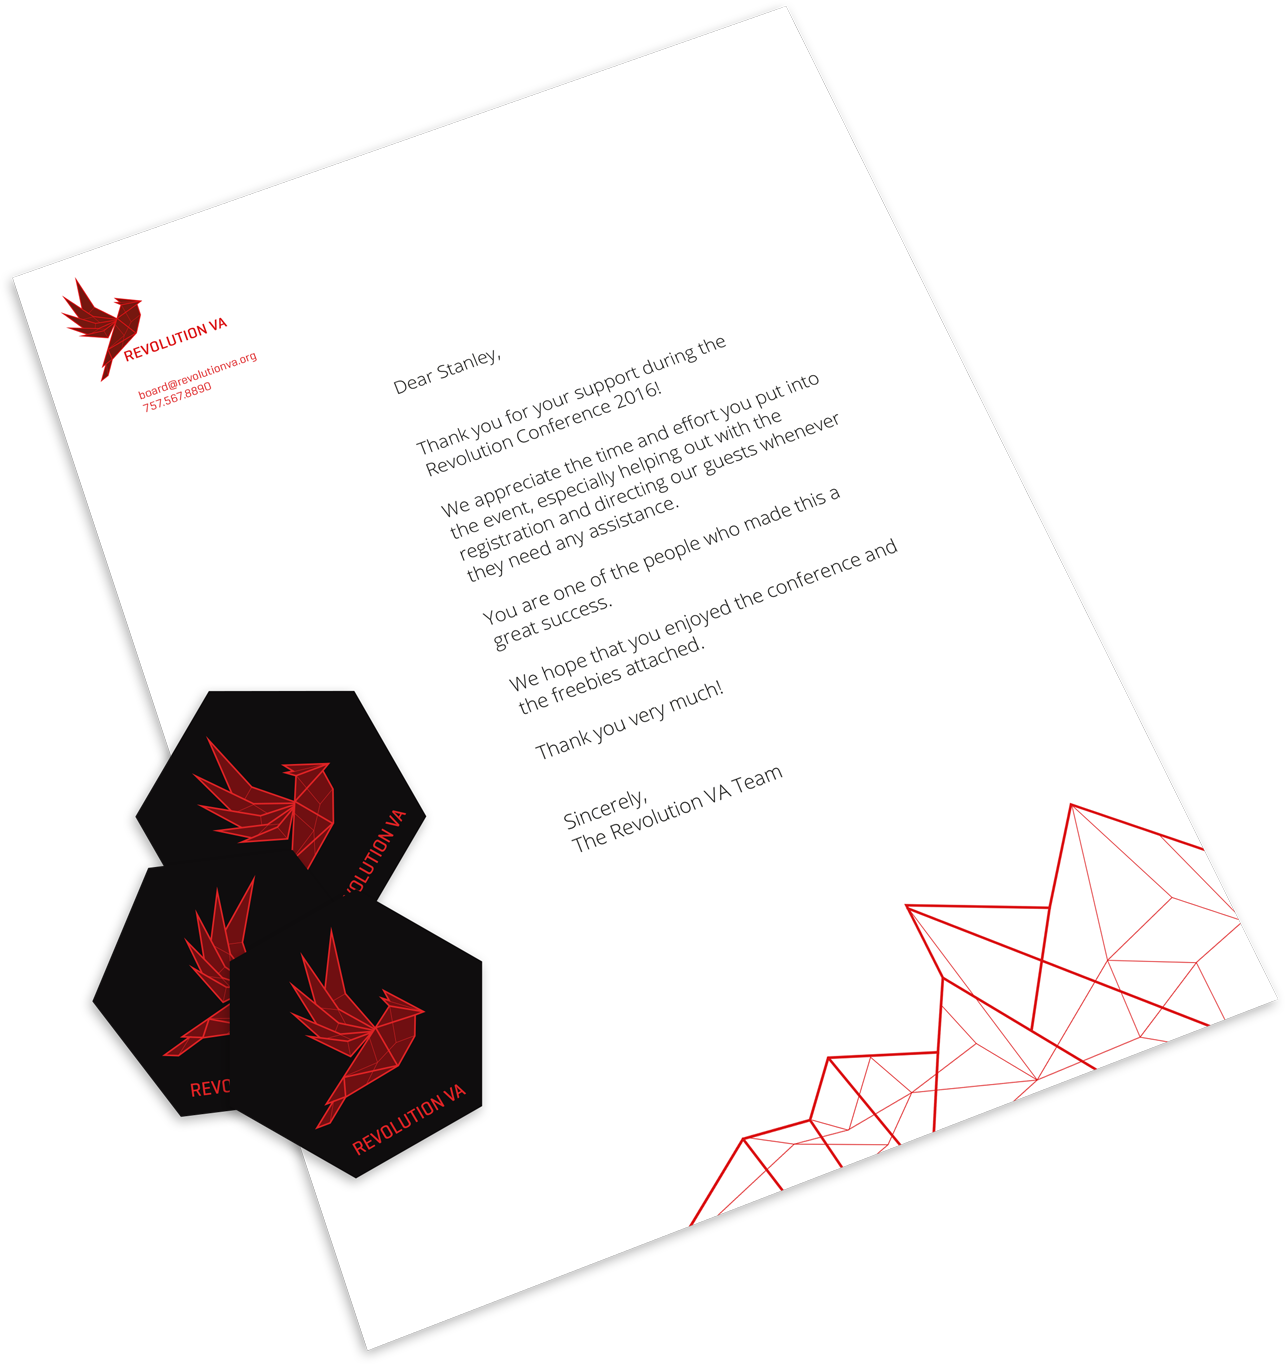 REVOLUTION VA
board@revolutionva.org
757.567.8890
Dear Stanley,
Thank you for your support during the
Revolution Conference 2016!
We appreciate the time and effort you put into
the event, especially helping out with the
registration and directing our guests whenever
they need any assistance.
You are one of the people who made this a
great success.
We hope that you enjoyed the conference and
the freebies attached.
Thank you very much!
Sincerely,
The Revolution VA Team
VOLUTION VA
REVO
REVOLUTION VA